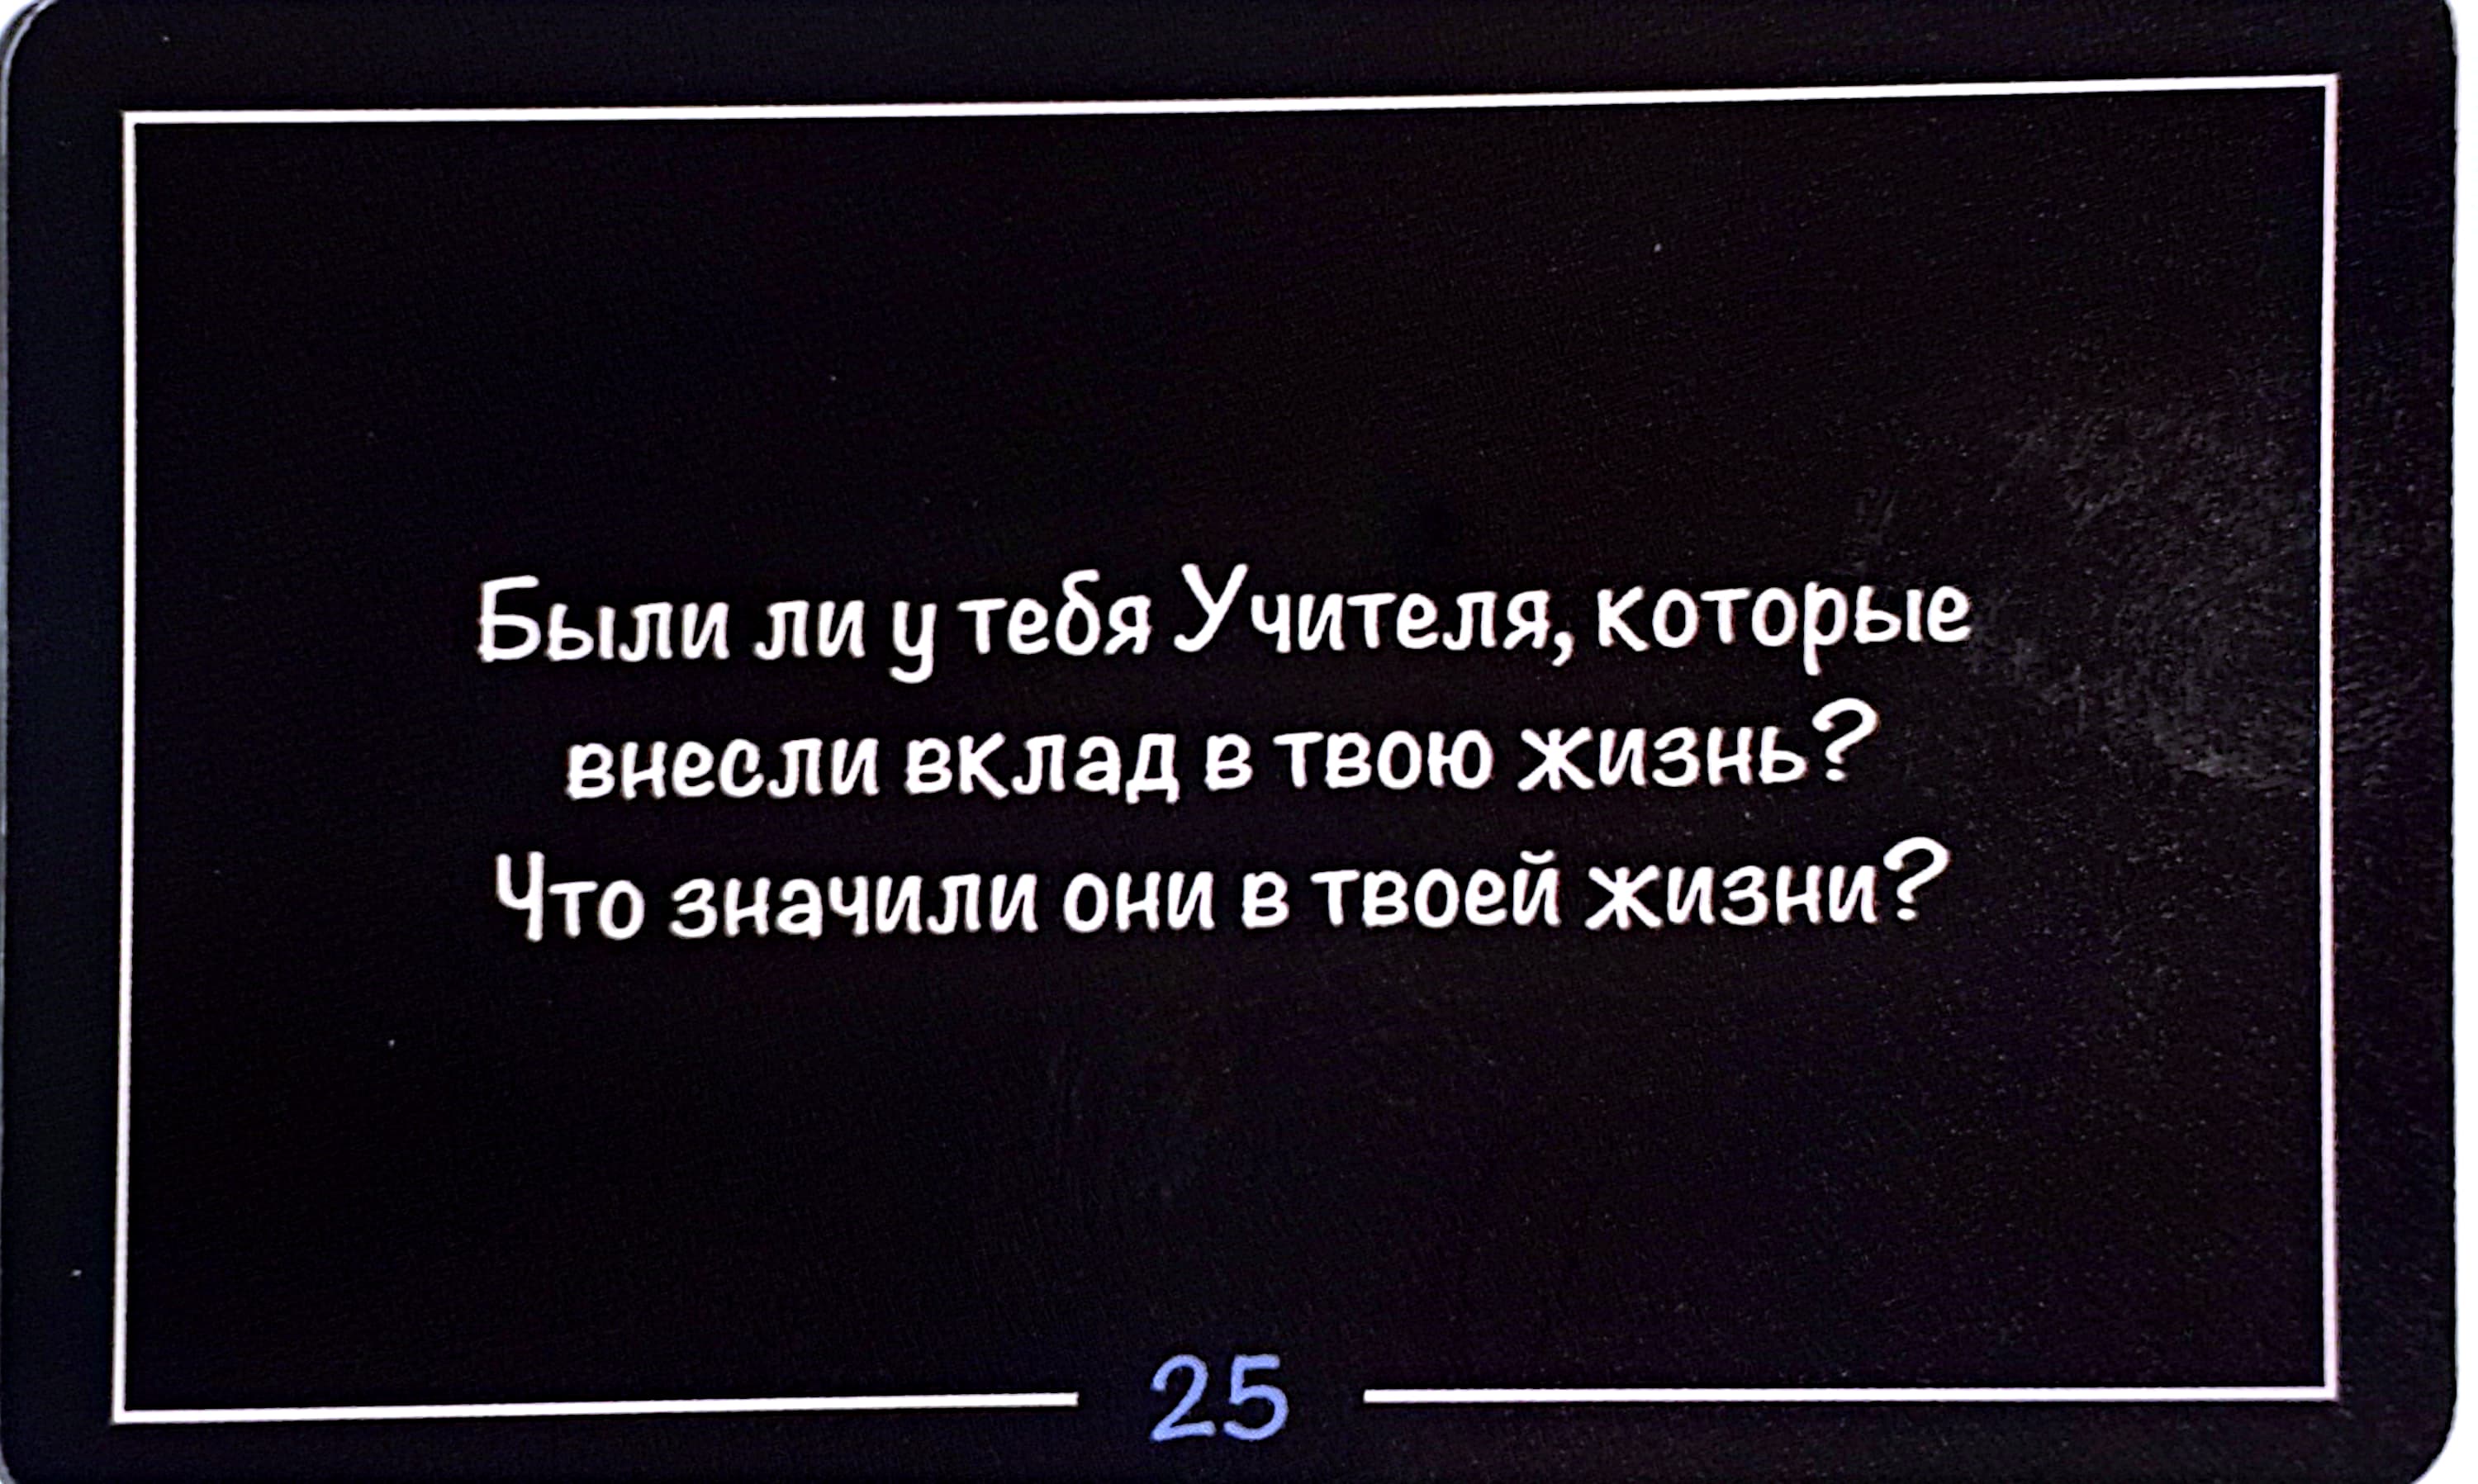 Были ли у тебя Учителя, которые
внесли вклад в твою жизнь?
Что значили они в твоей жизни?
25